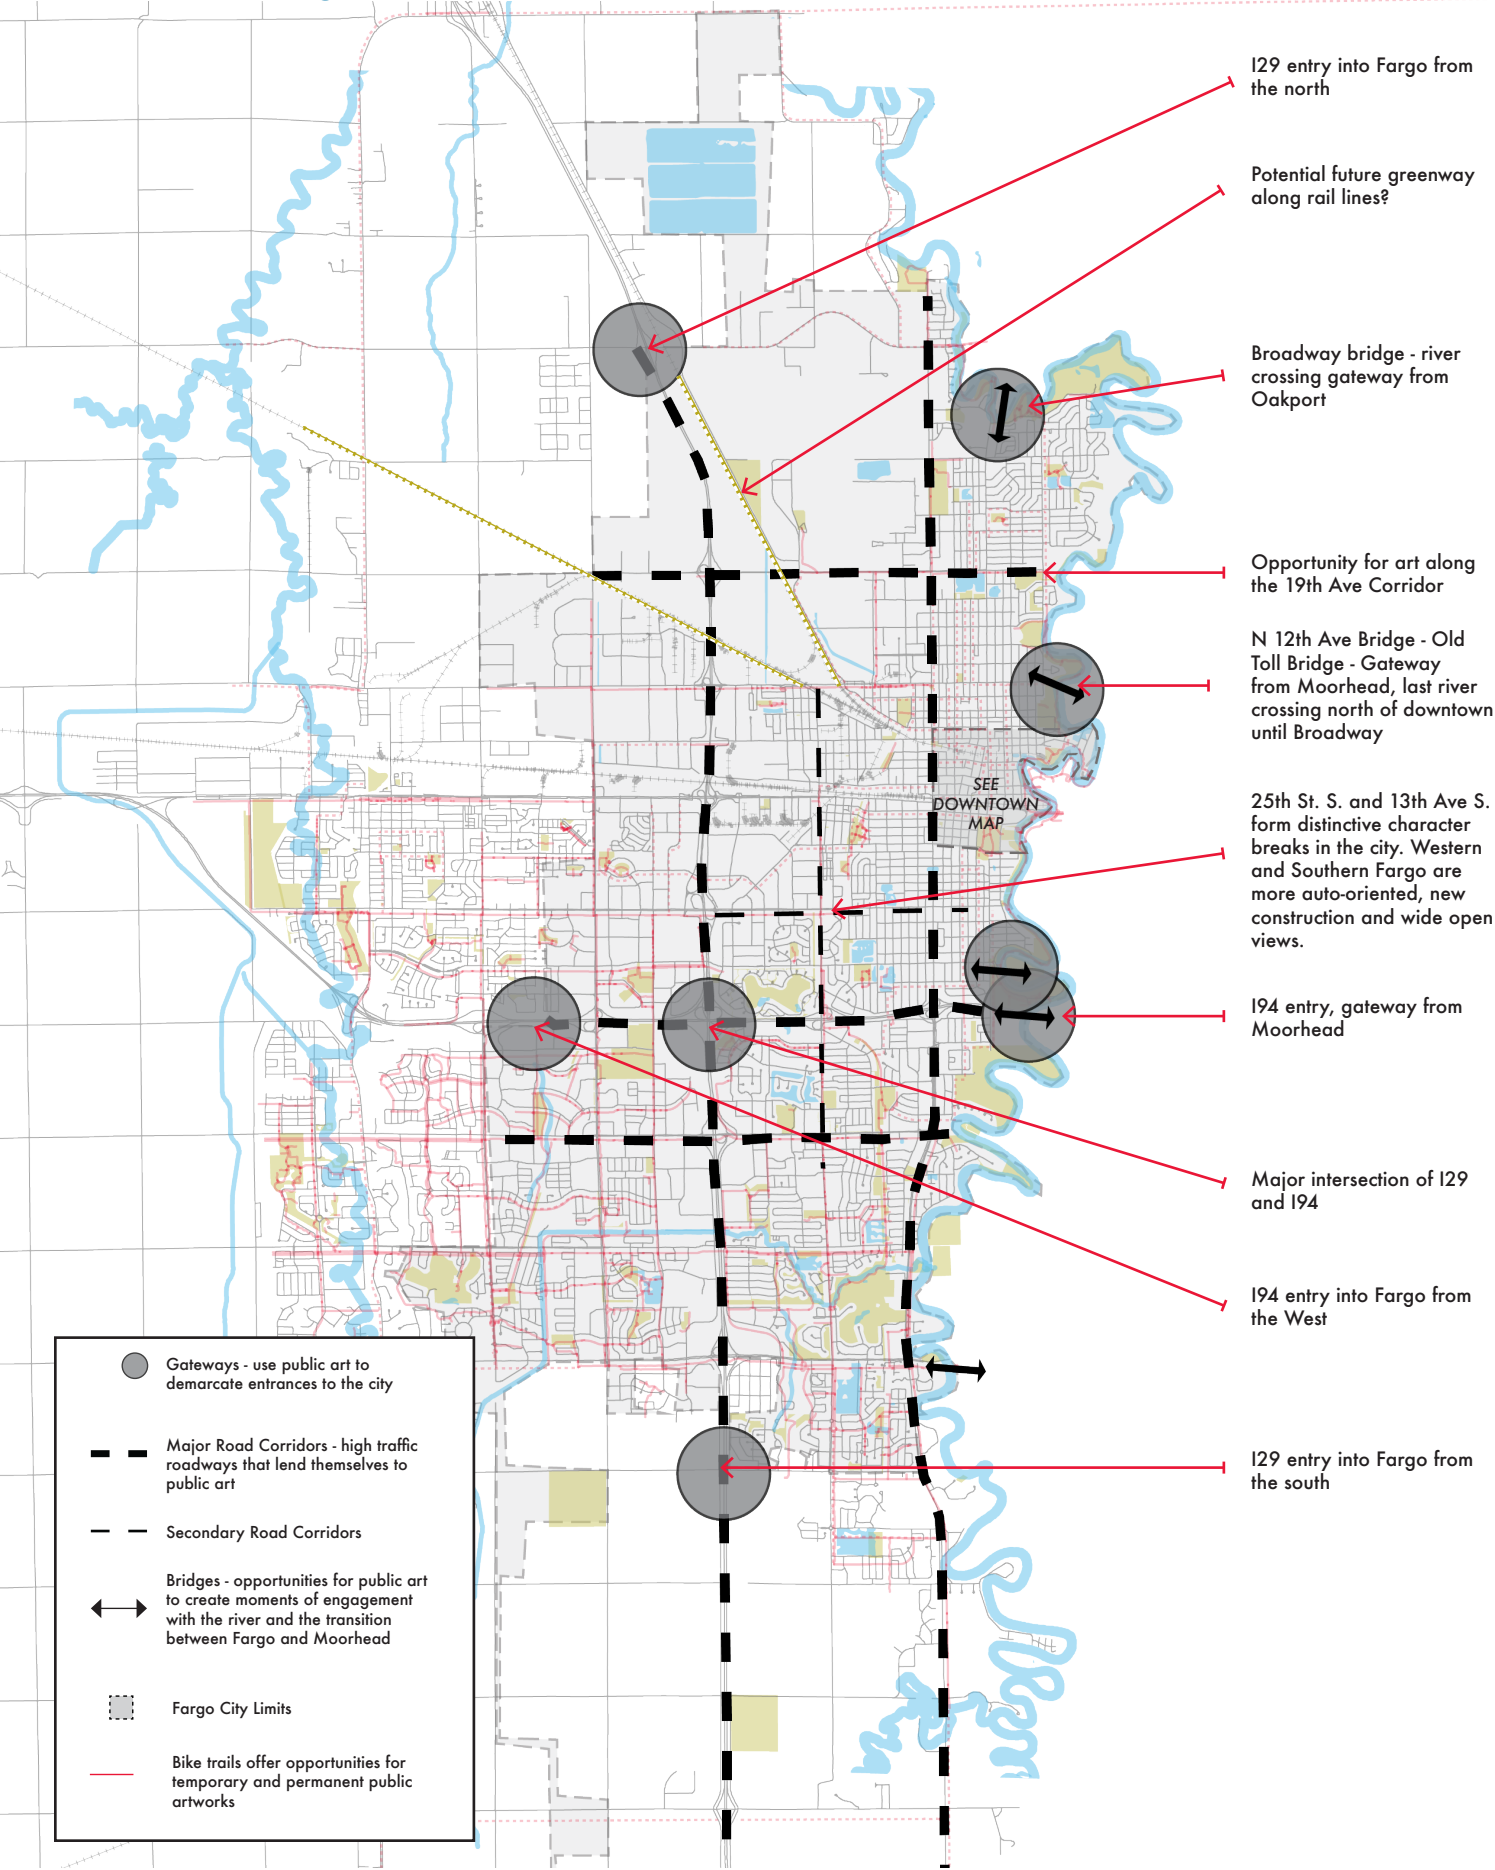 I29 entry into Fargo from
the north
Potential future greenway
along rail lines?
Broadway bridge - river
crossing gateway from
Oakport
Opportunity for art along
the 19th Ave Corridor
N 12th Ave Bridge - Old
Toll Bridge - Gateway
from Moorhead, last river
crossing north of downtown
until Broadway
SEE
DOWNTOWN
MAP
25th St. S. and 13th Ave S.
form distinctive character
breaks in the city. Western
and Southern Fargo are
more auto-oriented, new
construction and wide open
views.
I94 entry, gateway from
Moorhead
Major intersection of I29
and I94
I94 entry into Fargo from
the West
I29 entry into Fargo from
the south
Gateways - use public art to
demarcate entrances to the city
Major Road Corridors - high traffic
roadways that lend themselves to
public art
Secondary Road Corridors
Bridges - opportunities for public art
to create moments of engagement
with the river and the transition
between Fargo and Moorhead
Fargo City Limits
Bike trails offer opportunities for
temporary and permanent public
artworks